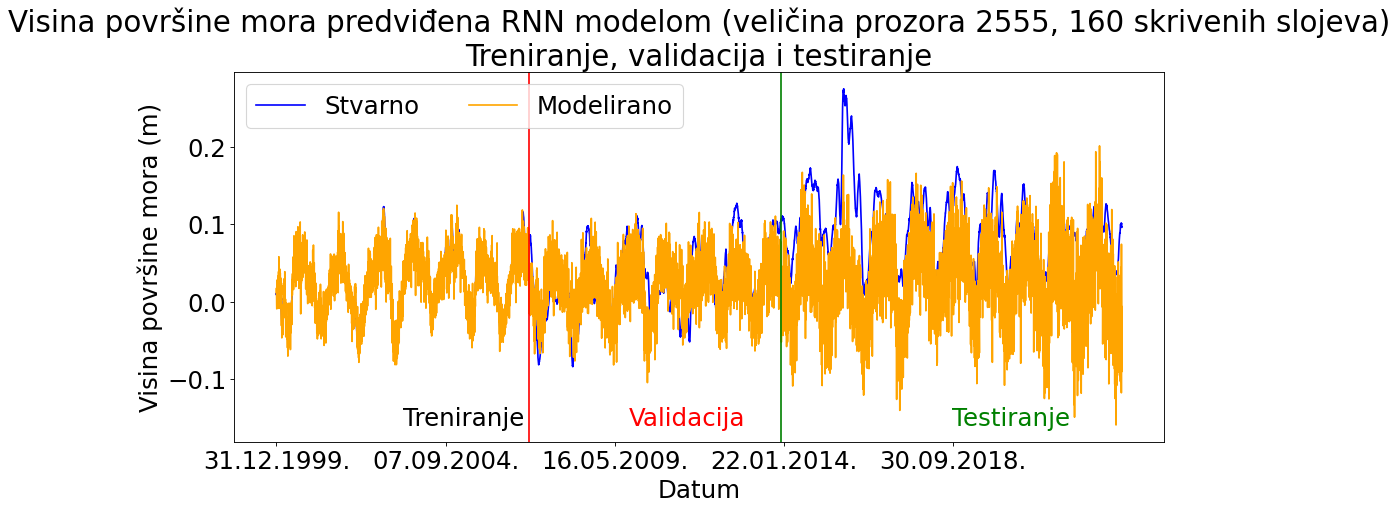 Visina površine mora predviđena RNN modelom (veličina prozora 2555, 160 skrivenih slojeva)
Treniranje, validacija i testiranje
Stvarno
Modelirano
Visina površine mora (m)
0.2
0.1
0.0
−0.1
Treniranje
Validacija
Testiranje
31.12.1999.
07.09.2004.
16.05.2009.
22.01.2014.
30.09.2018.
Datum